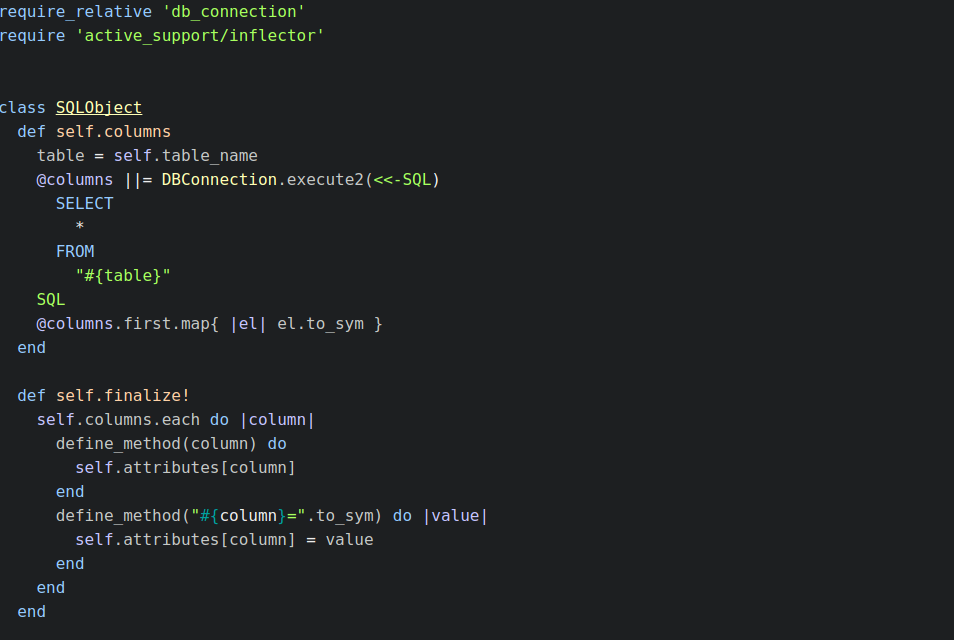 require_relative 'db_connection'
require 'active_support/inflector'
class SQLObject
  def self.columns
    table = self.table_name
    @columns ||= DBConnection.execute2(<<-SQL)
      SELECT
        *
      FROM
        "#{table}"
    SQL
    @columns.first.map{ |el| el.to_sym }
  end
  def self.finalize!
    self.columns.each do |column|
      define_method(column) do
        self.attributes[column]
      end
      define_method("#{column}=".to_sym) do |value|
        self.attributes[column] = value
      end
    end
  end